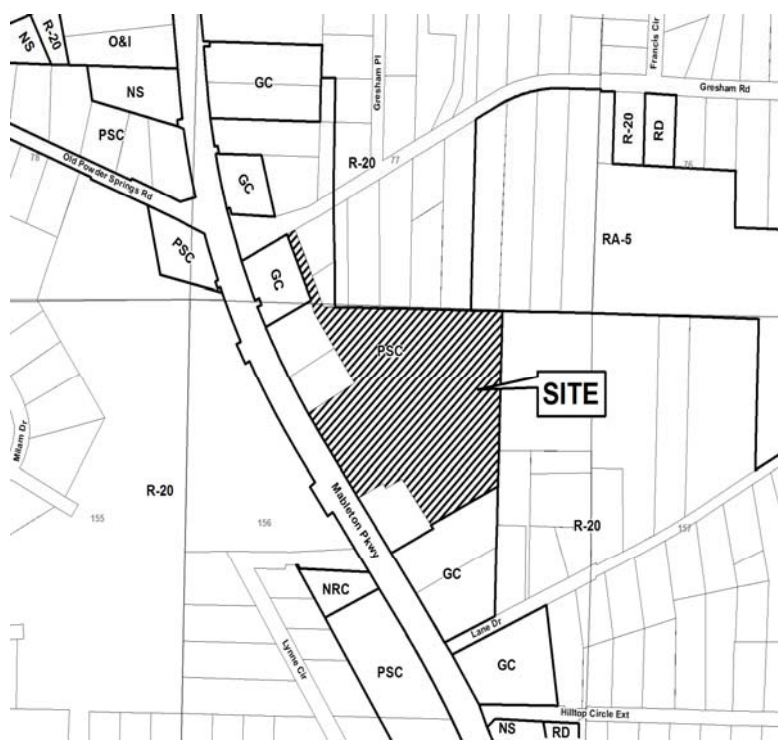 NS
R-20
O&I
GC
Gresham Pl
Francis Cir
Gresham Rd
NS
PSC
R-20
RD
78
Old Powder Springs Rd
R-20
77
76
GC
PSC
RA-5
GC
PSC
SITE
Milam Dr
R-20
155
156
Mableton Pkwy
R-20
157
GC
NRC
Lynne Cir
Lane Dr
PSC
GC
Hilltop Circle Ext
NS
RD